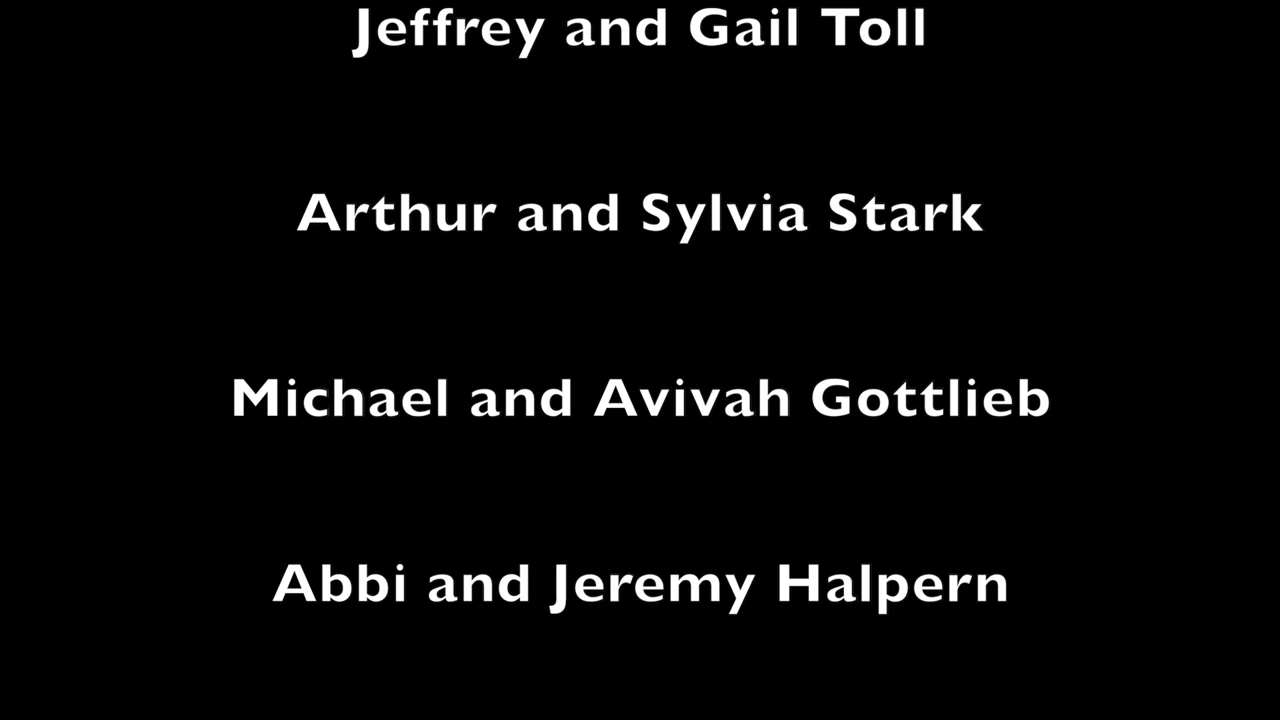 Jeffrey and Gail Toll
Arthur and Sylvia Stark
Michael and Avivah Gottlieb
Abbi and Jeremy Halpern